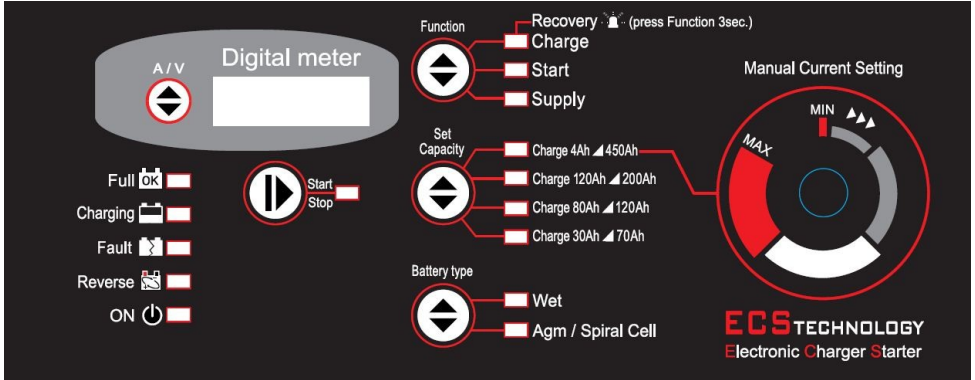 Digital meter
A / V
Function
Recovery (press Function 3sec.)
Charge
Start
Supply
Set
Capacity
Charge 4Ah 450Ah
Charge 120Ah 200Ah
Charge 80Ah 120Ah
Charge 30Ah 70Ah
Battery type
Wet
Agm / Spiral Cell
Start
Stop
Full OK
Charging
Fault
Reverse
ON
Manual Current Setting
MIN
MAX
ECS TECHNOLOGY
Electronic Charger Starter